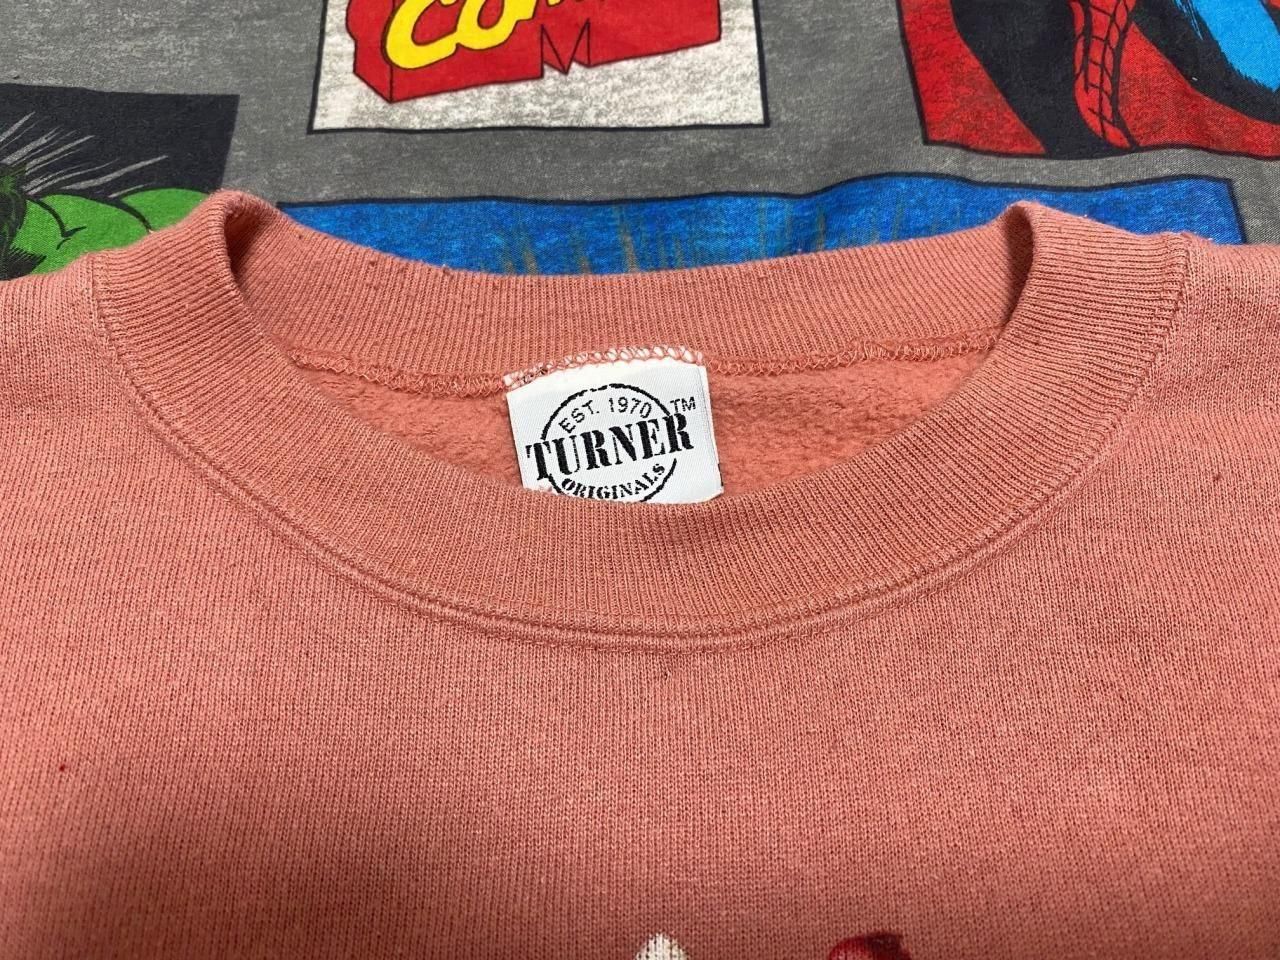 EST. 1970
TM
TURNER
ORIGINALS